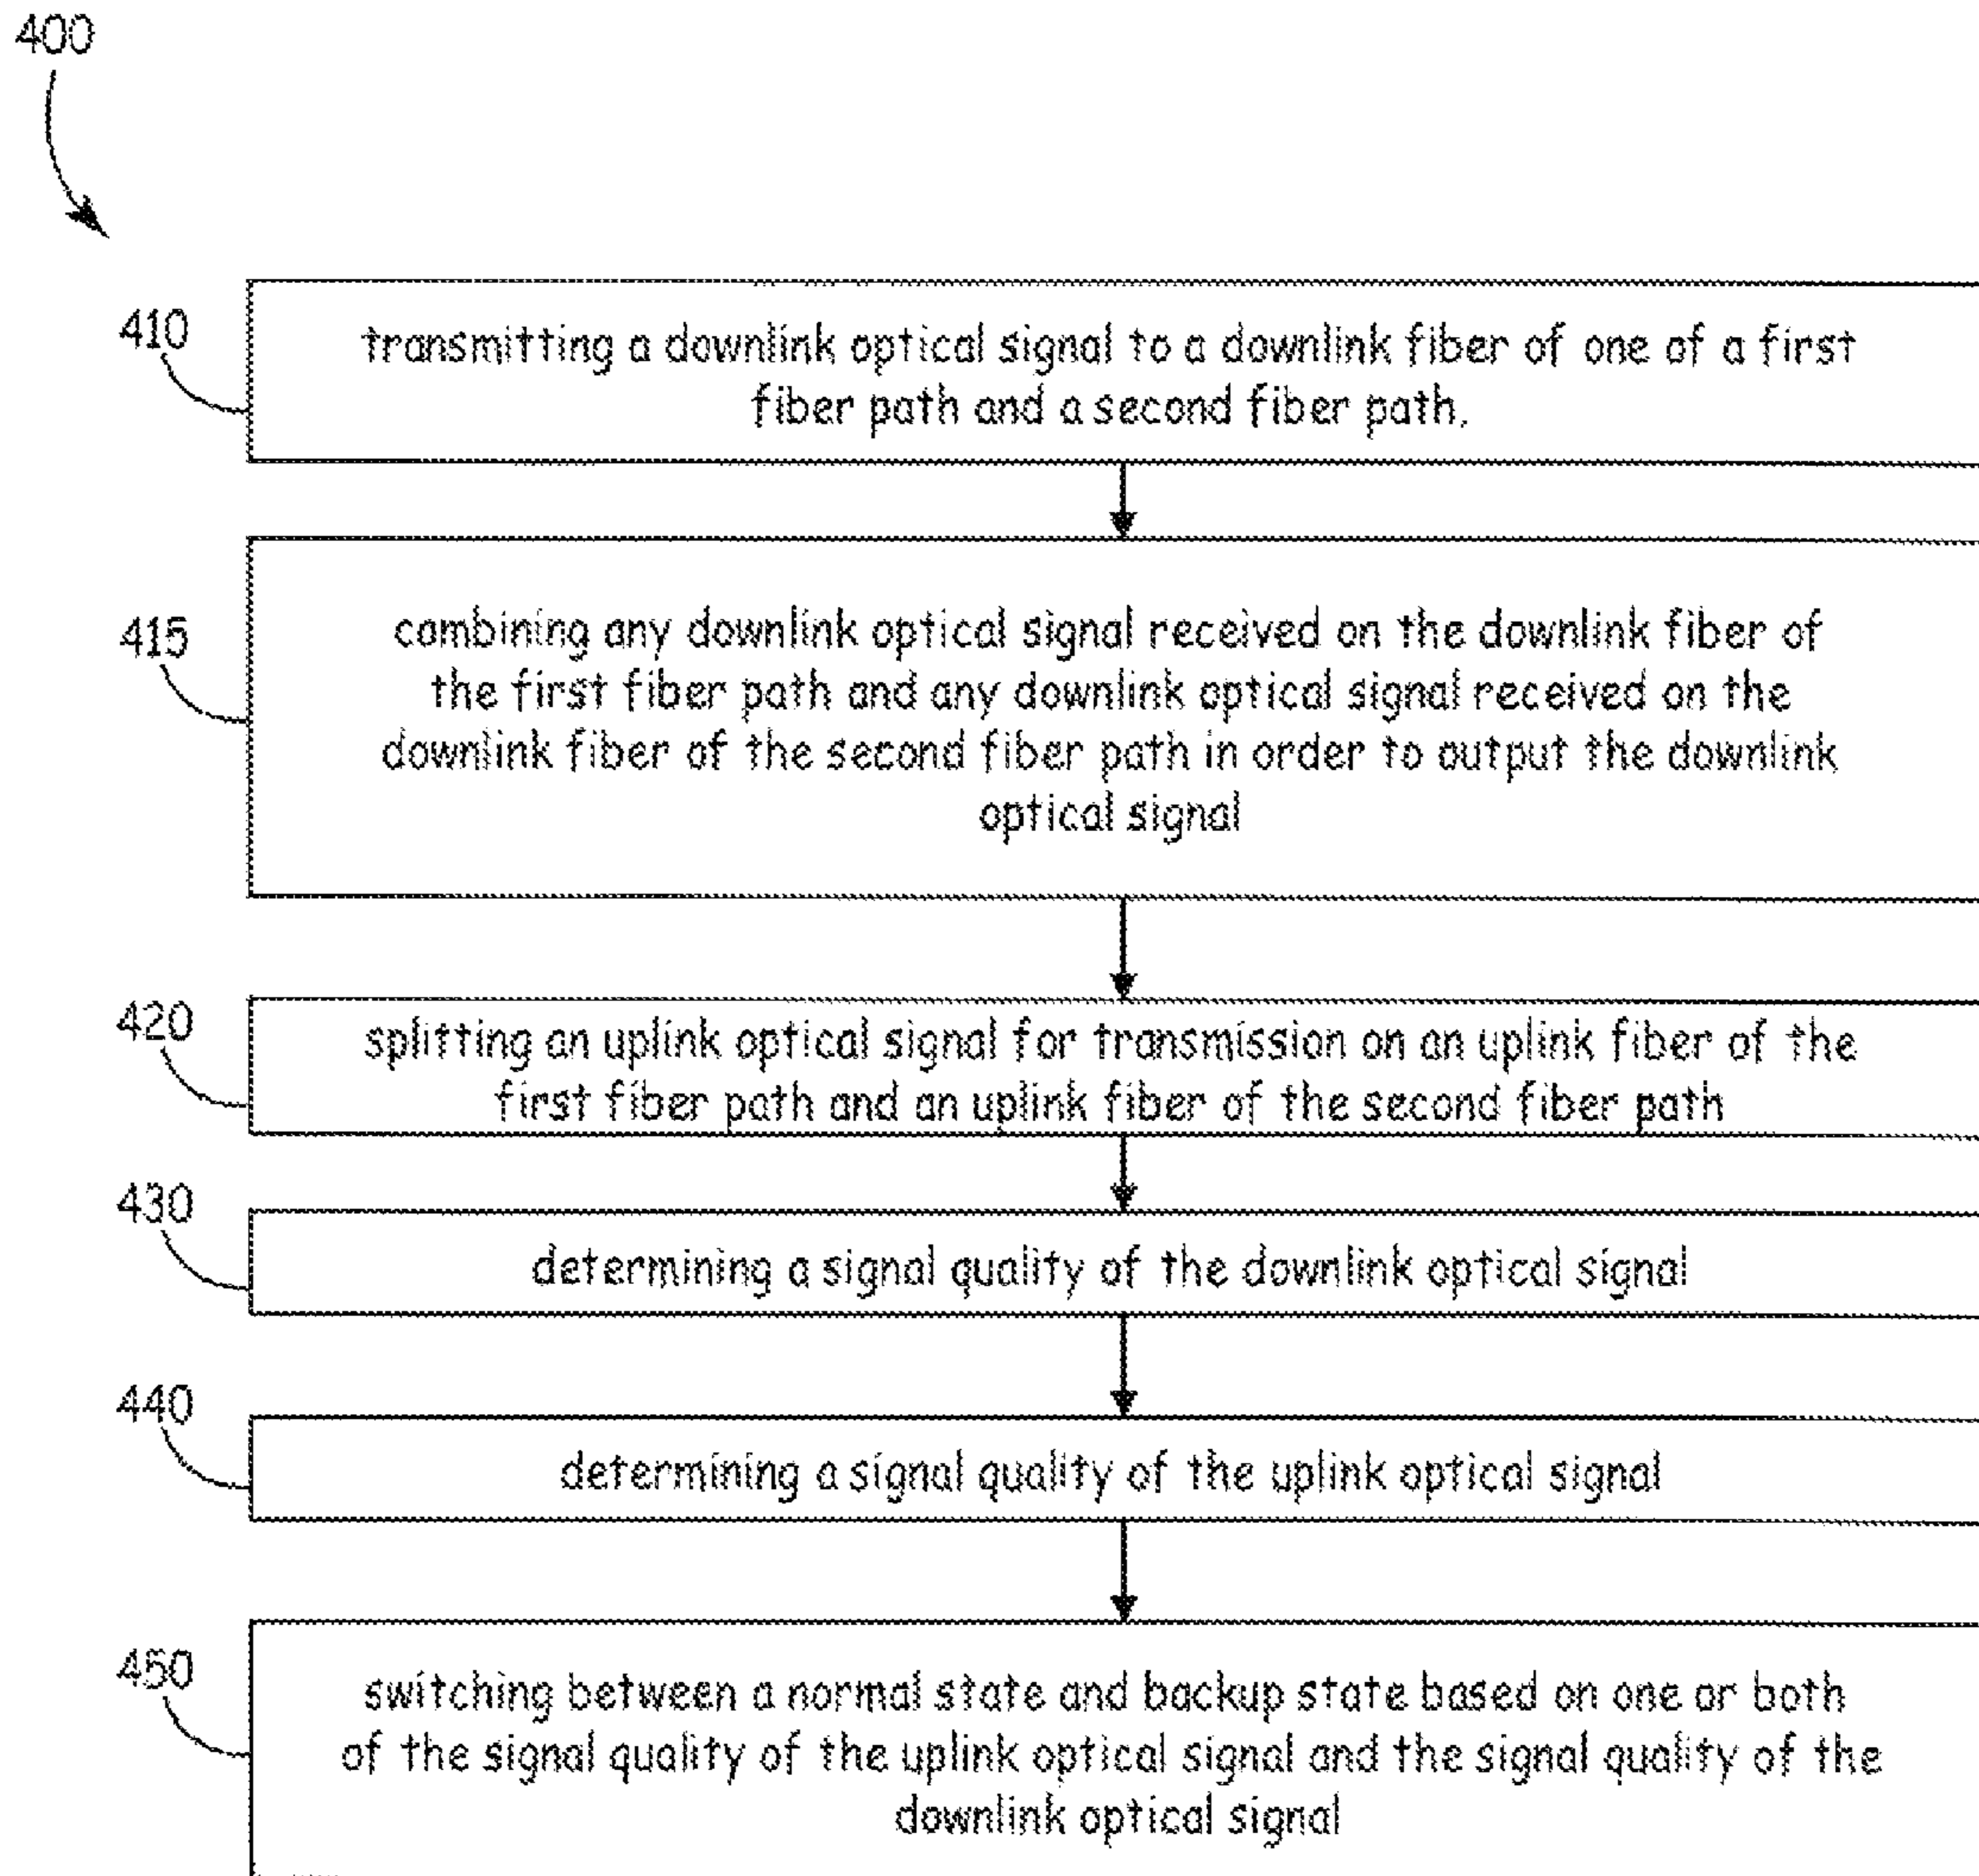 400
410
transmitting a downlink optical signal to a downlink fiber of one of a first
fiber path and a second fiber path.
415
combining any downlink optical signal received on the downlink fiber of
the first fiber path and any downlink optical signal received on the
downlink fiber of the second fiber path in order to output the downlink
optical signal
420
splitting an uplink optical signal for transmission on an uplink fiber of the
first fiber path and an uplink fiber of the second fiber path
430
determining a signal quality of the downlink optical signal
440
determining a signal quality of the uplink optical signal
450
switching between a normal state and backup state based on one or both
of the signal quality of the uplink optical signal and the signal quality of the
downlink optical signal